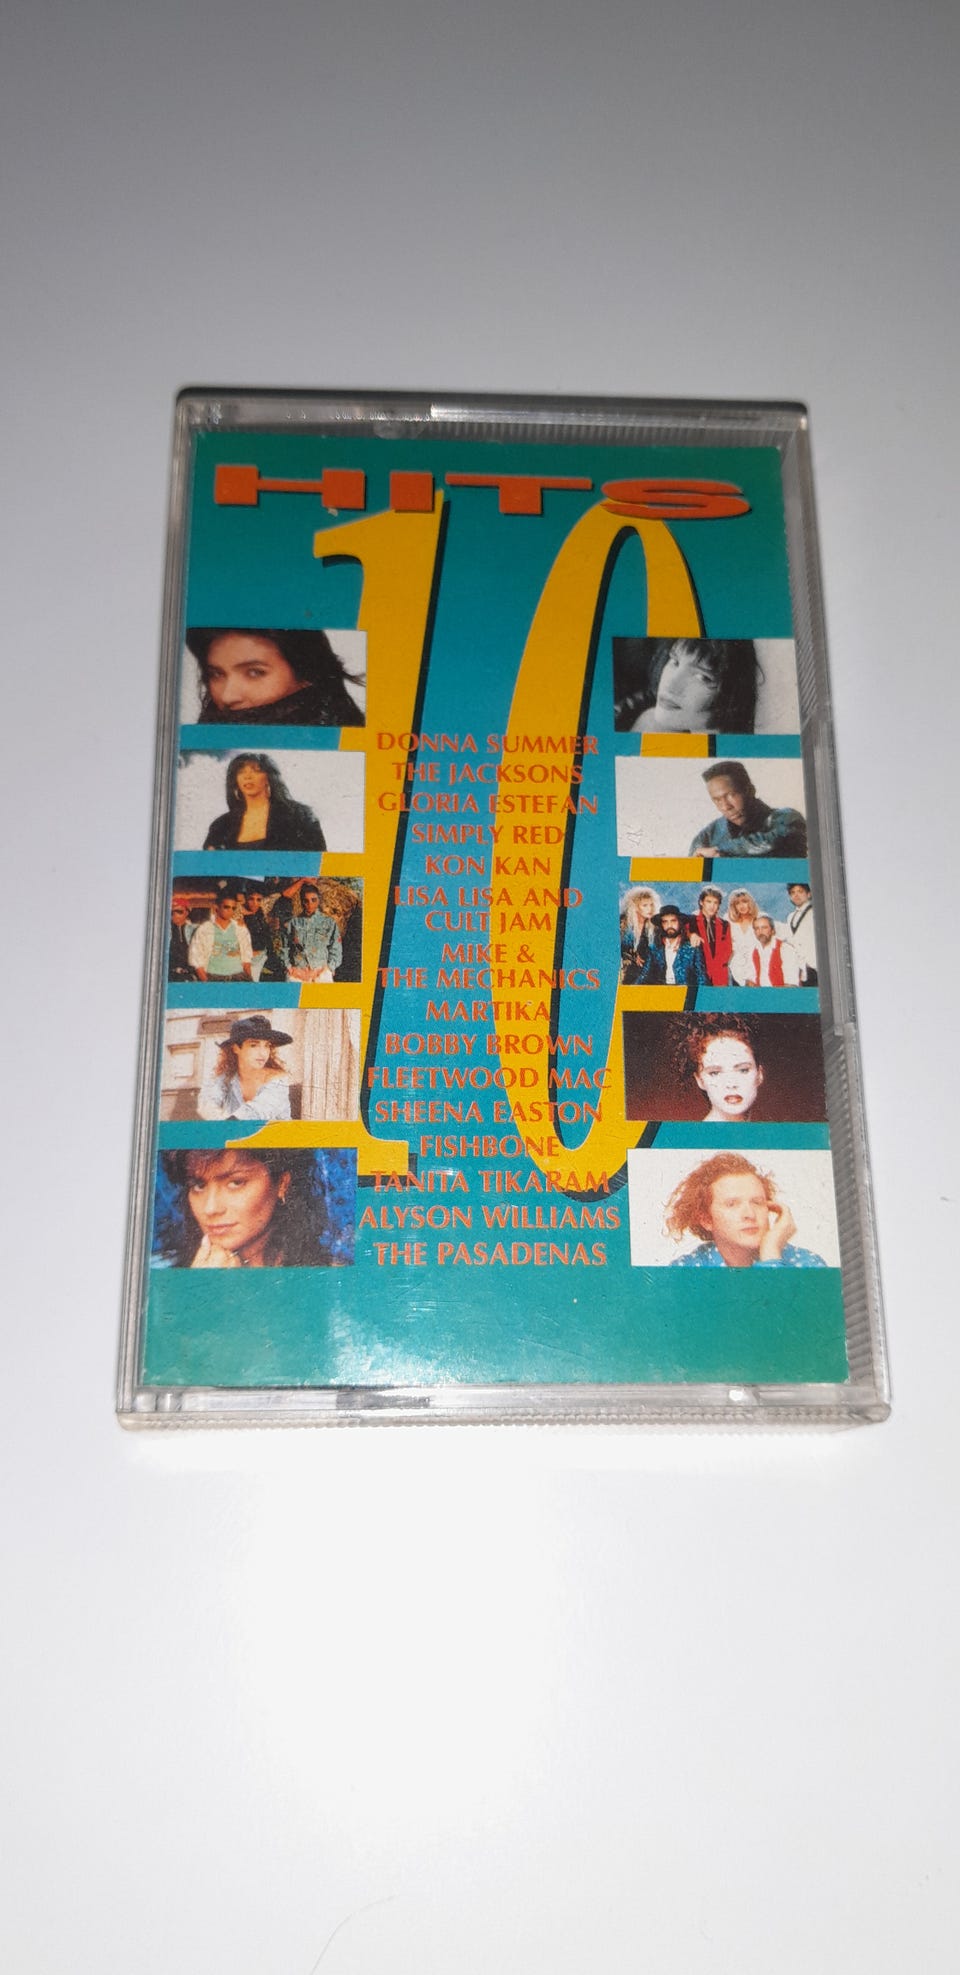 HITS
10
DONNA SUMMER
THE JACKSONS
GLORIA ESTEFAN
SIMPLY RED
KON KAN
LISA LISA AND
CULT JAM
MIKE &
THE MECHANICS
MARTIKA
BOBBY BROWN
FLEETWOOD MAC
SHEENA EASTON
FISHBONE
TANITA TIKARAM
ALYSON WILLIAMS
THE PASADENAS